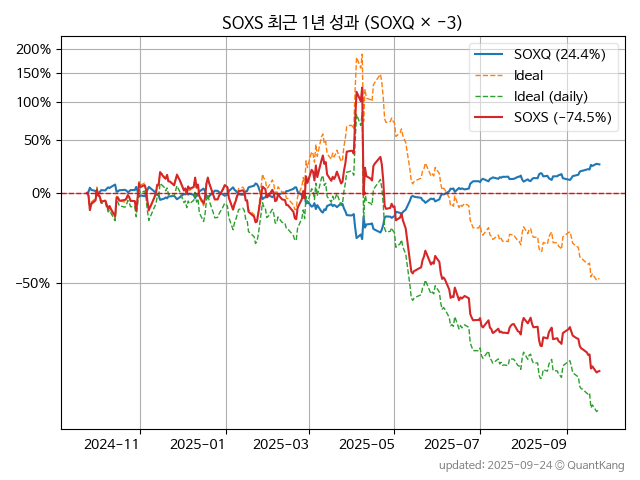 SOXS 최근 1년 성과 (SOXQ × −3)
200%
150%
100%
50%
0%
−50%
SOXQ (24.4%)
Ideal
Ideal (daily)
SOXS (−74.5%)
2024−11
2025−01
2025−03
2025−05
2025−07
2025−09
updated: 2025−09−24 © QuantKang